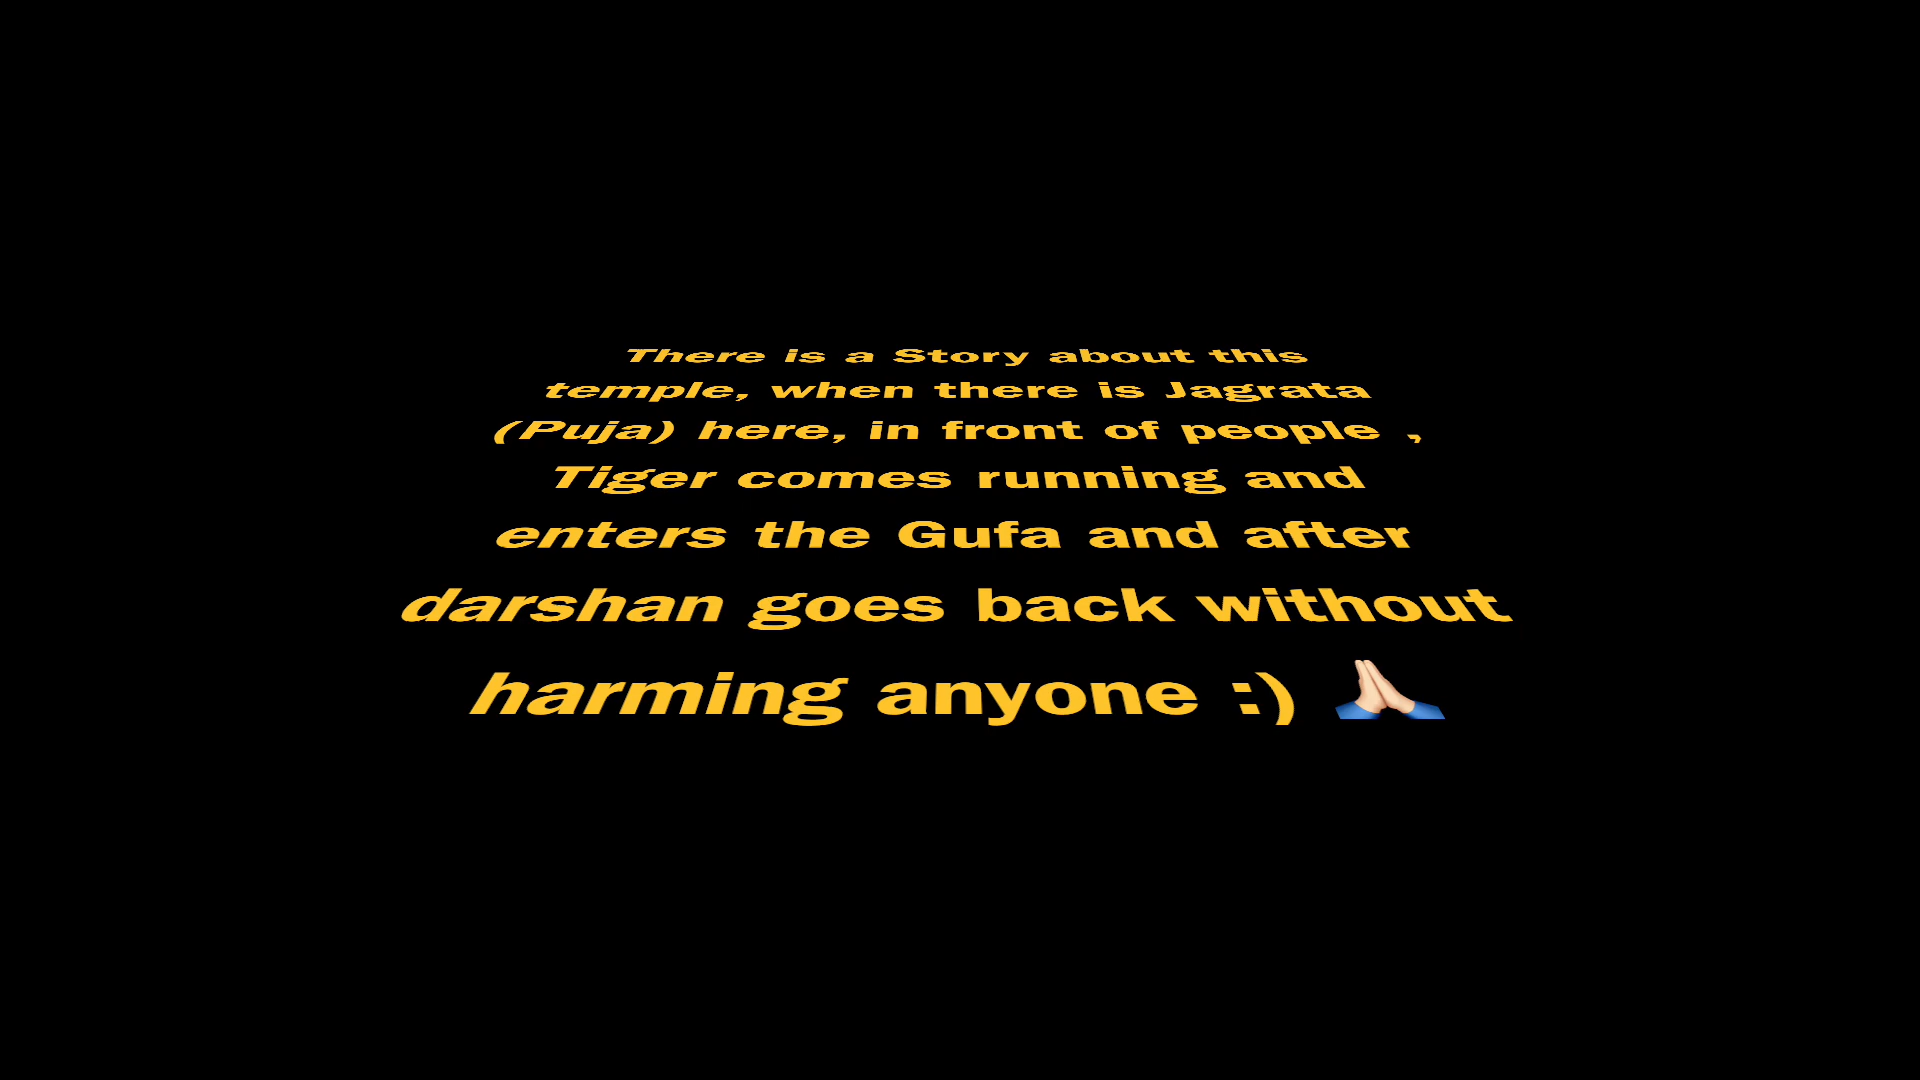 There is a Story about this
temple, when there is Jagrata
(Puja) here, in front of people ,
Tiger comes running and
enters the Gufa and after
darshan goes back without
harming anyone :) 🙏🏻